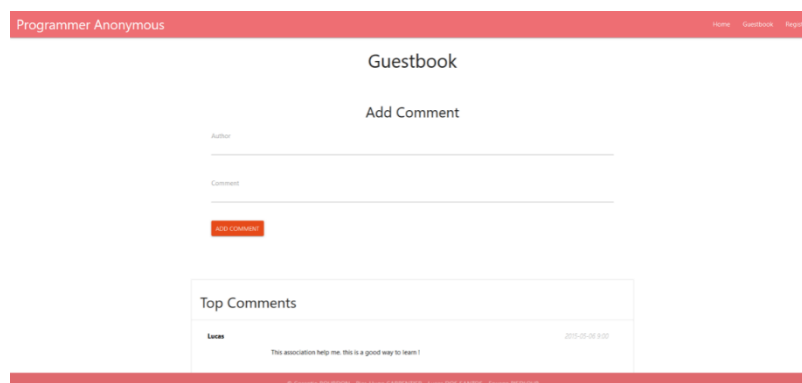 Programmer Anonymous
Home Guestbook
Guestbook
Add Comment
Author
Comment
ADD COMMENT
Top Comments
Lucas 2015-05-06 9:00
This association help me, this is a good way to learn !